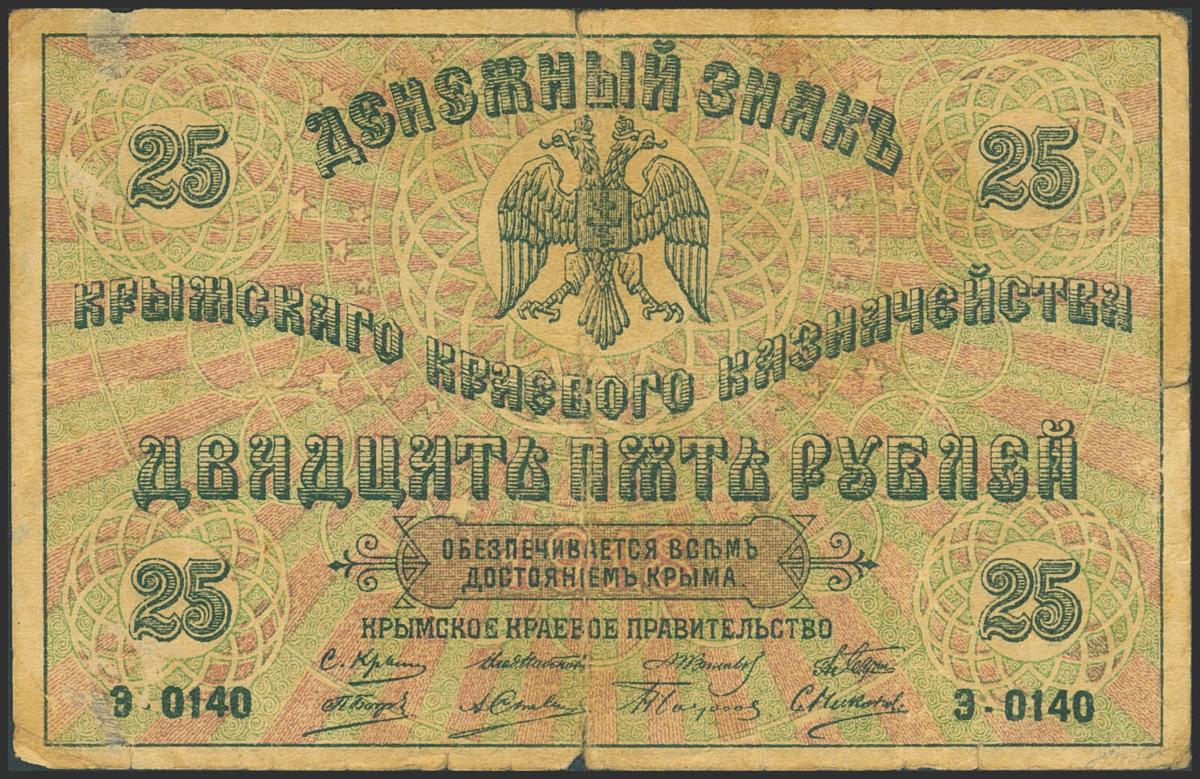 ДЕНЕЖНЫЙ ЗНАКЪ
25 25
КРЫМСКАГО КРАЕВОГО КАЗНАЧЕЙСТВА
ДВАДЦАТЬ ПЯТЬ РУБЛЕЙ
ОБЕЗПЕЧИВАЕТСЯ ВСѢМЪ
ДОСТОЯНІЕМЪ КРЫМА.
25 25
КРЫМСКОЕ КРАЕВОЕ ПРАВИТЕЛЬСТВО
С. Крым
Э - 0140 Э - 0140